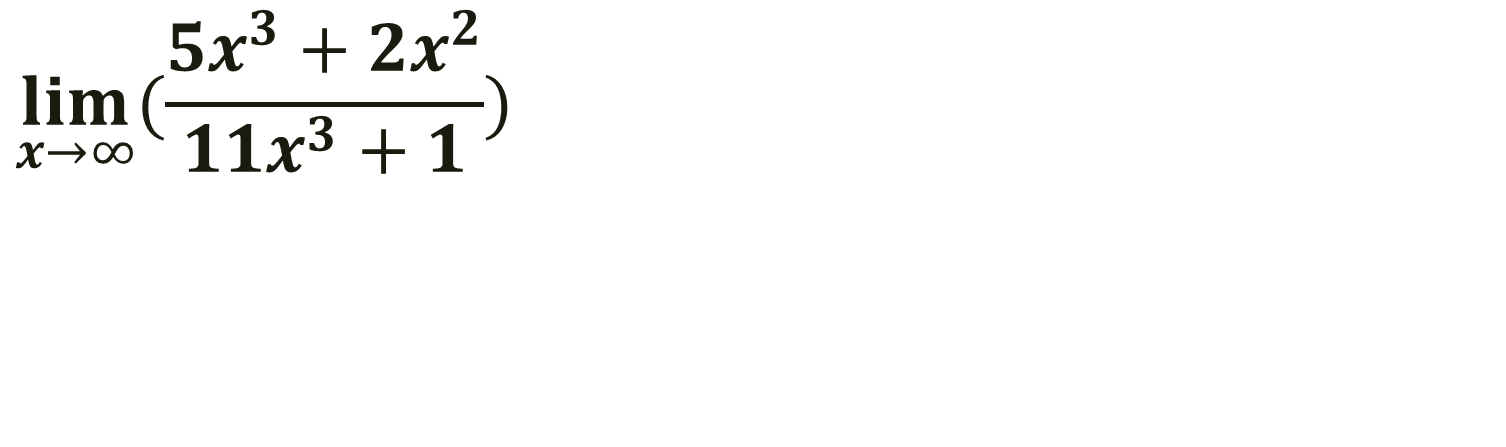 lim x→∞ (5x³ + 2x² / 11x³ + 1)